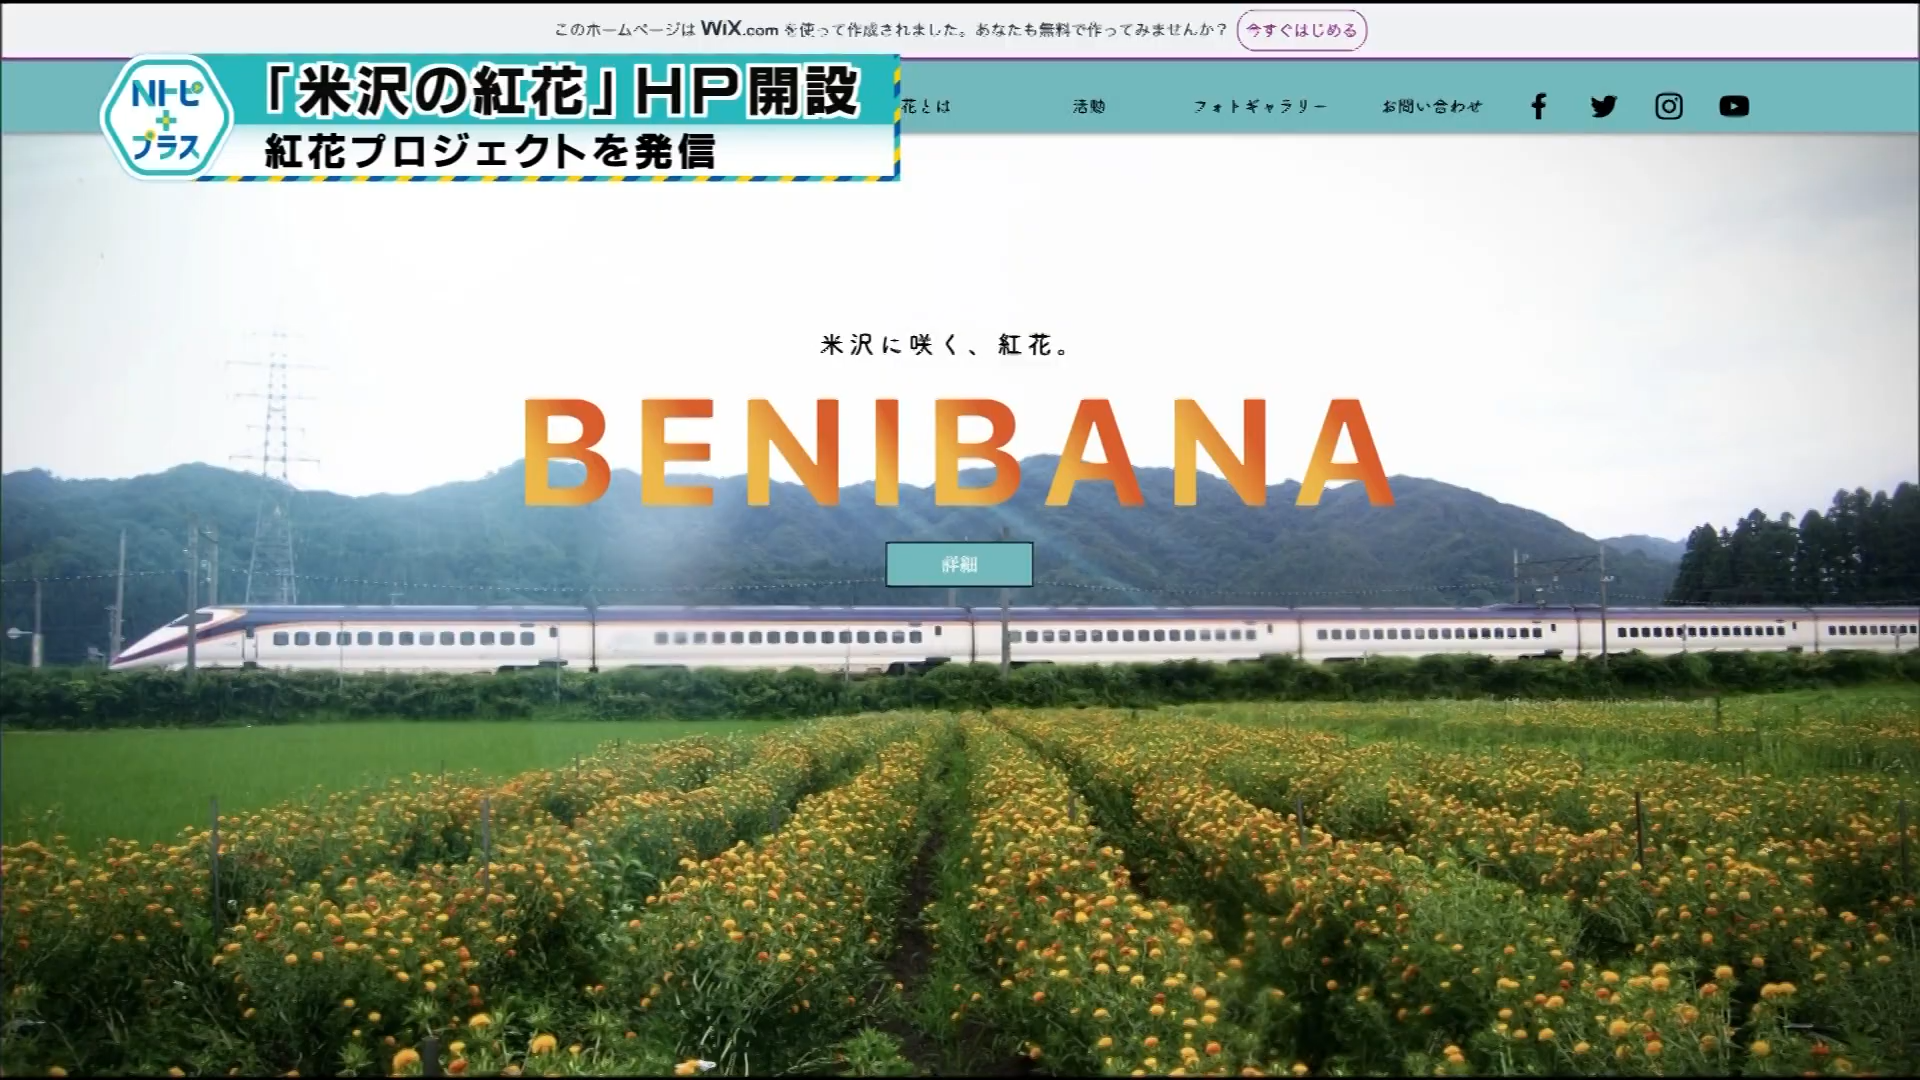 このホームページは WiX.com を使って作成されました。あなたも無料で作ってみませんか？ 今すぐはじめる
Nトピ
+
プラス
「米沢の紅花」HP開設
紅花プロジェクトを発信
花とは 活動 フォトギャラリー お問い合わせ
米沢に咲く、紅花。
BENIBANA
詳細